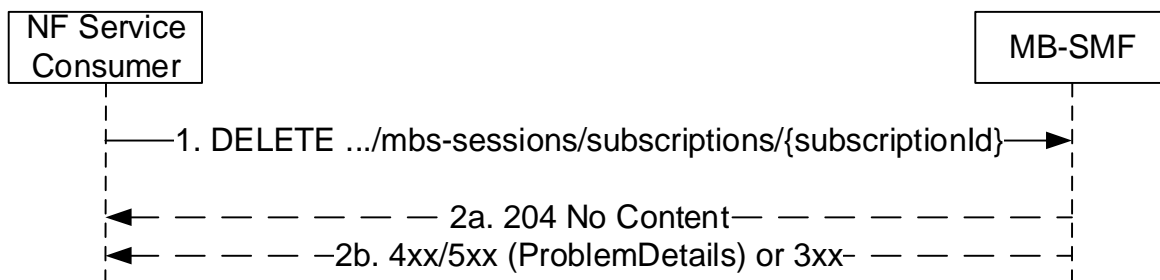 NF Service
Consumer
MB-SMF
1. DELETE .../mbs-sessions/subscriptions/{subscriptionId}
2a. 204 No Content
2b. 4xx/5xx (ProblemDetails) or 3xx